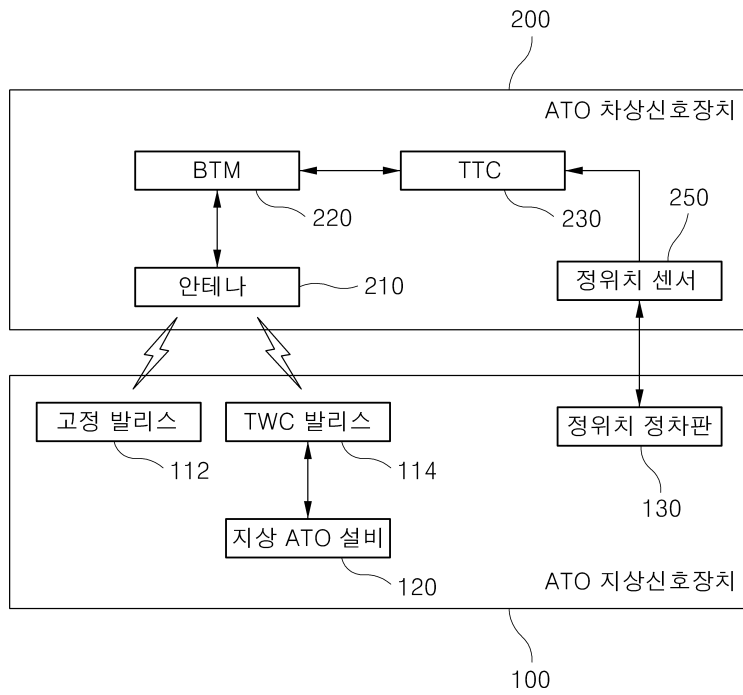 200
ATO 차상신호장치
BTM
TTC
220
230
250
안테나
210
정위치 센서
고정 발리스
TWC 발리스
정위치 정차판
112
114
130
지상 ATO 설비
120
ATO 지상신호장치
100